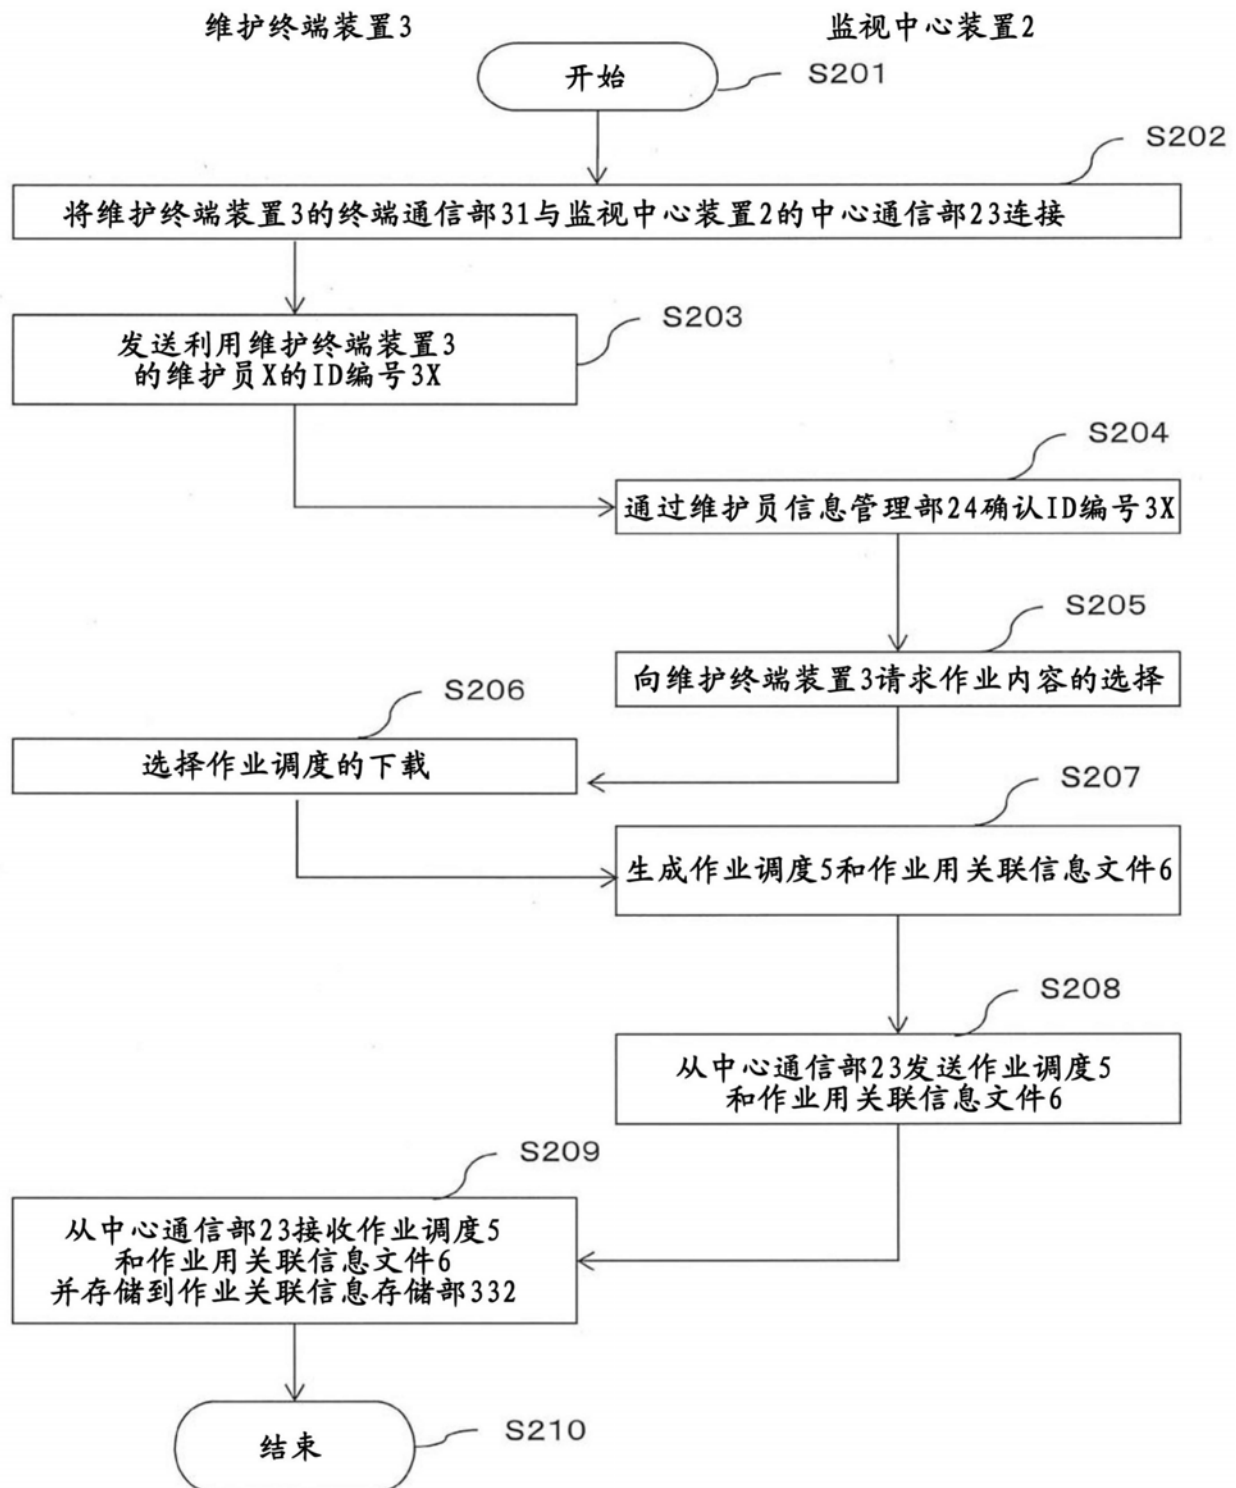 维护终端装置3
监视中心装置2
开始
S201
S202
将维护终端装置3的终端通信部31与监视中心装置2的中心通信部23连接
S203
发送利用维护终端装置3
的维护员X的ID编号3X
S204
通过维护员信息管理部24确认ID编号3X
S205
向维护终端装置3请求作业内容的选择
S206
选择作业调度的下载
S207
生成作业调度5和作业用关联信息文件6
S208
从中心通信部23发送作业调度5
和作业用关联信息文件6
S209
从中心通信部23接收作业调度5
和作业用关联信息文件6
并存储到作业关联信息存储部332
结束
S210